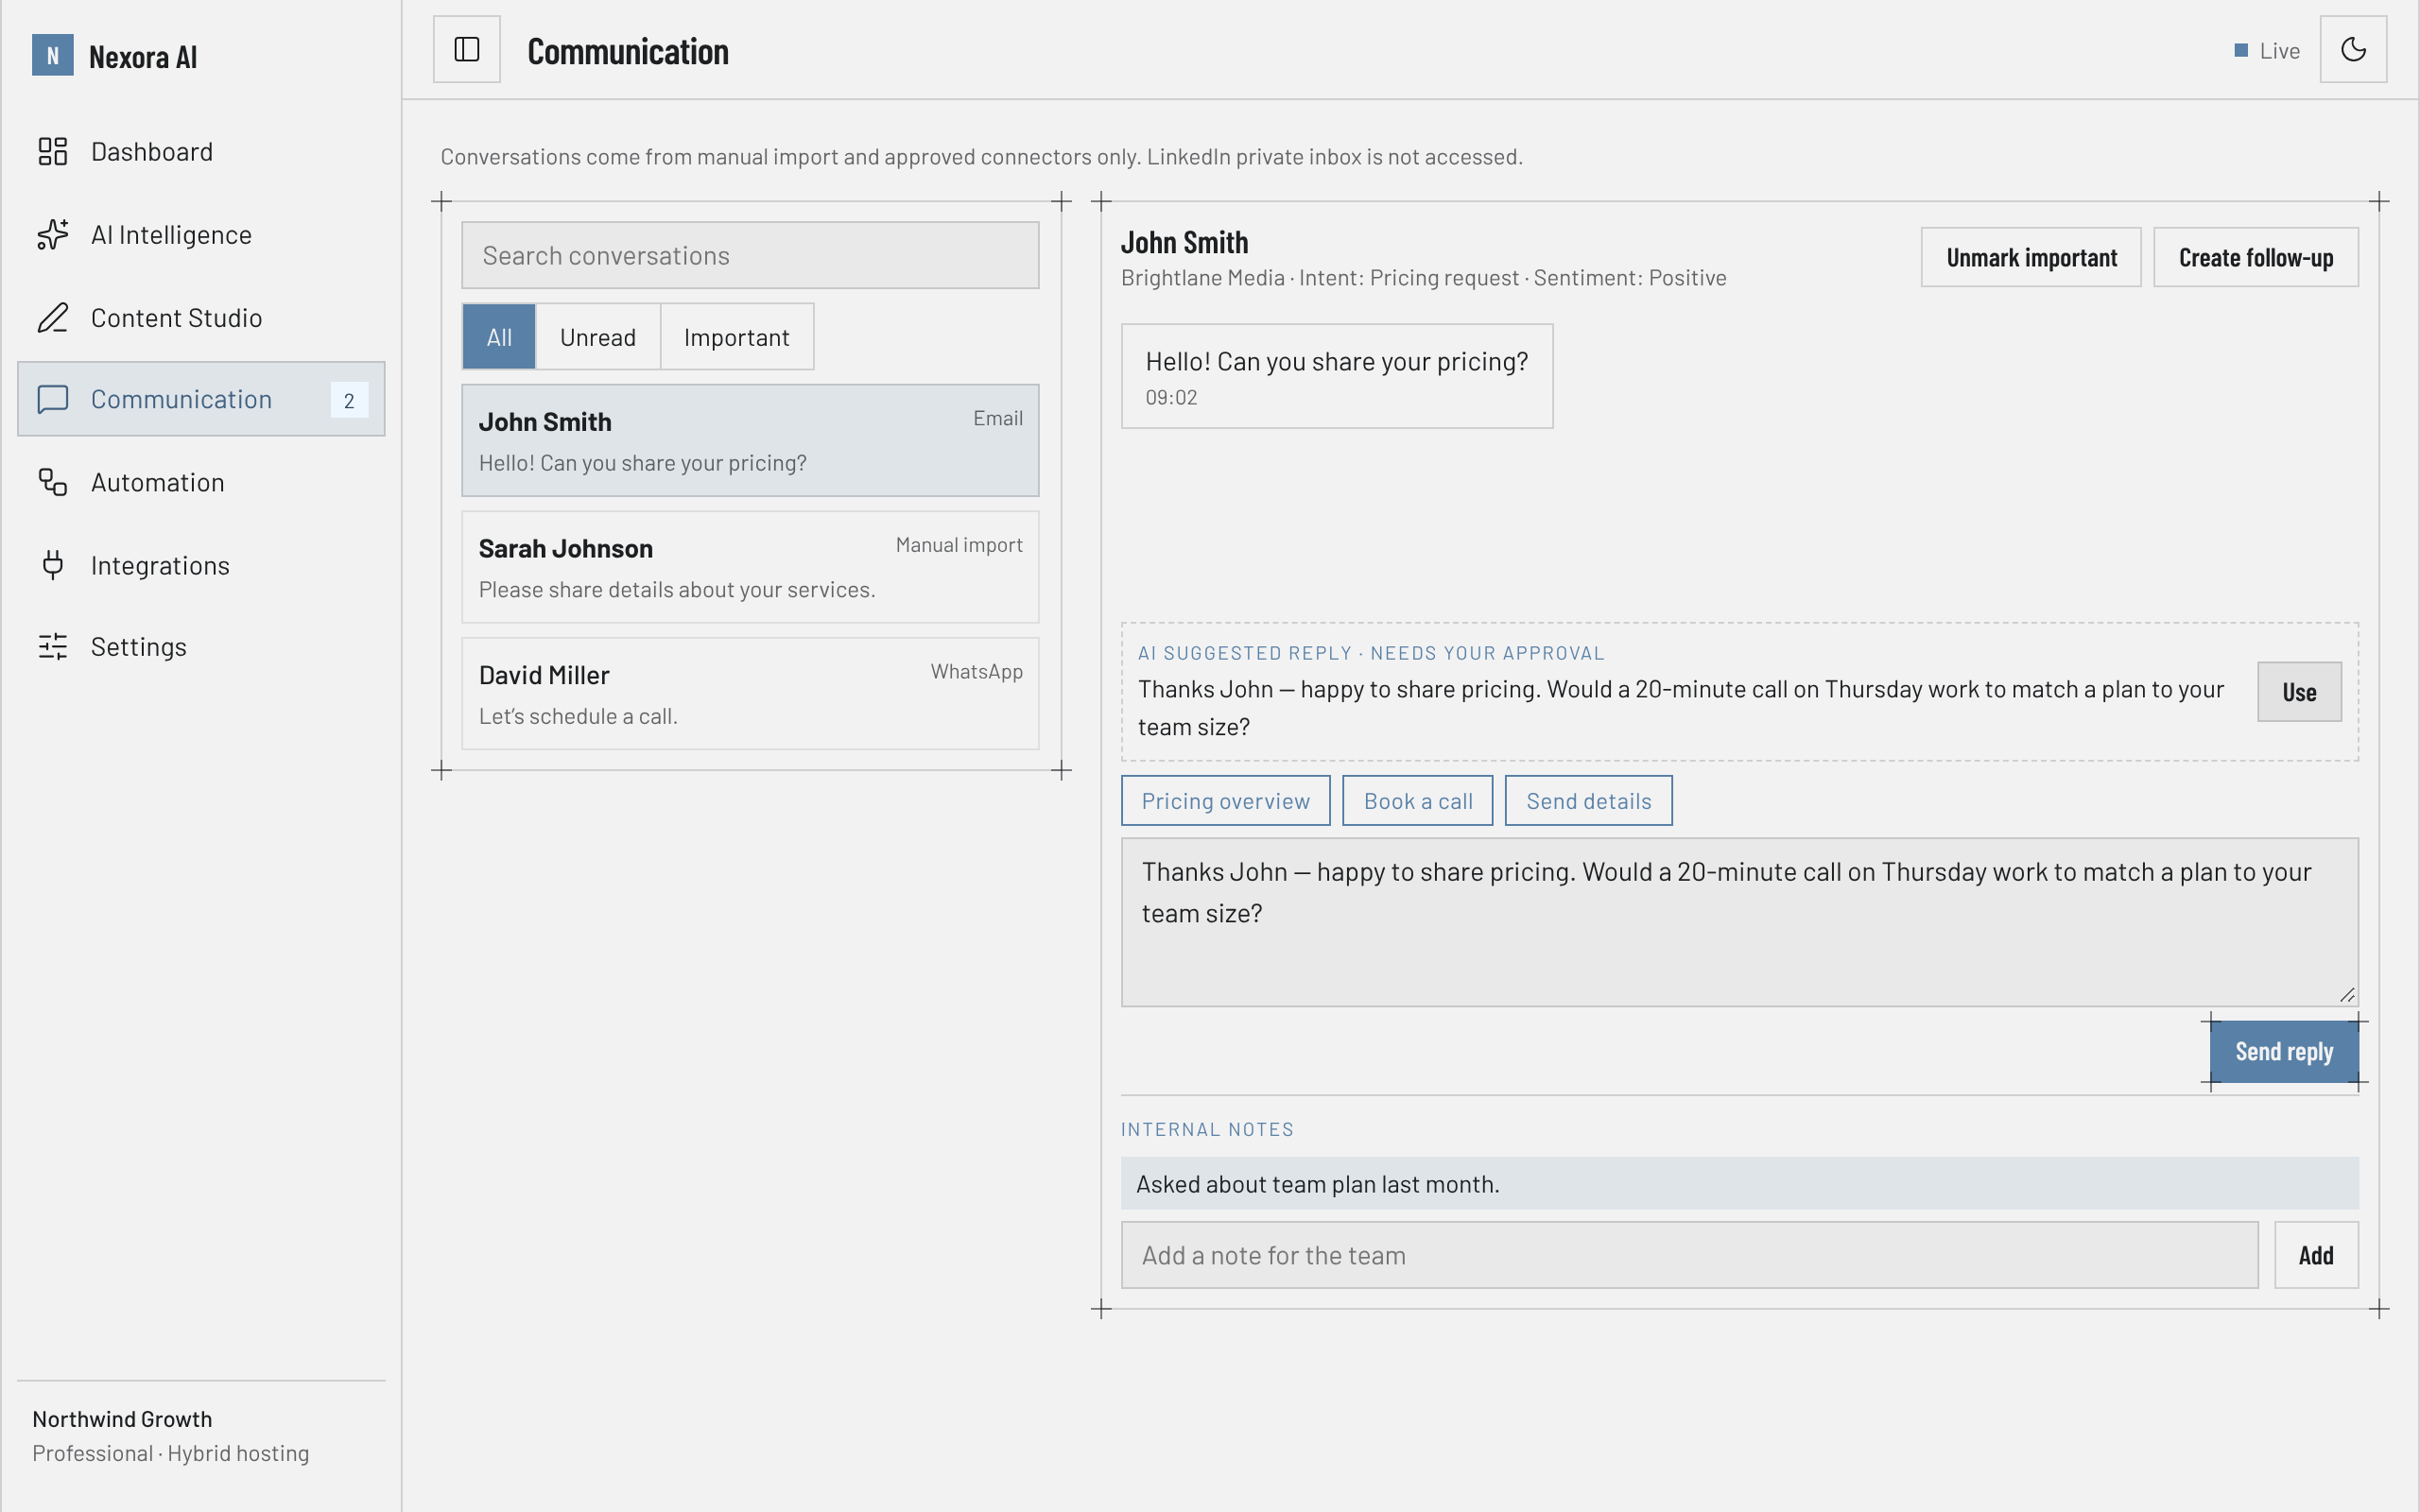 N
Nexora AI
Dashboard
AI Intelligence
Content Studio
Communication
2
Automation
Integrations
Settings
Northwind Growth
Professional · Hybrid hosting
Communication
Live
Conversations come from manual import and approved connectors only. LinkedIn private inbox is not accessed.
Search conversations
All
Unread
Important
John Smith
Email
Hello! Can you share your pricing?
Sarah Johnson
Manual import
Please share details about your services.
David Miller
WhatsApp
Let’s schedule a call.
John Smith
Brightlane Media · Intent: Pricing request · Sentiment: Positive
Unmark important
Create follow-up
Hello! Can you share your pricing?
09:02
AI SUGGESTED REPLY · NEEDS YOUR APPROVAL
Thanks John — happy to share pricing. Would a 20-minute call on Thursday work to match a plan to your
team size?
Use
Pricing overview
Book a call
Send details
Thanks John — happy to share pricing. Would a 20-minute call on Thursday work to match a plan to your
team size?
Send reply
INTERNAL NOTES
Asked about team plan last month.
Add a note for the team
Add